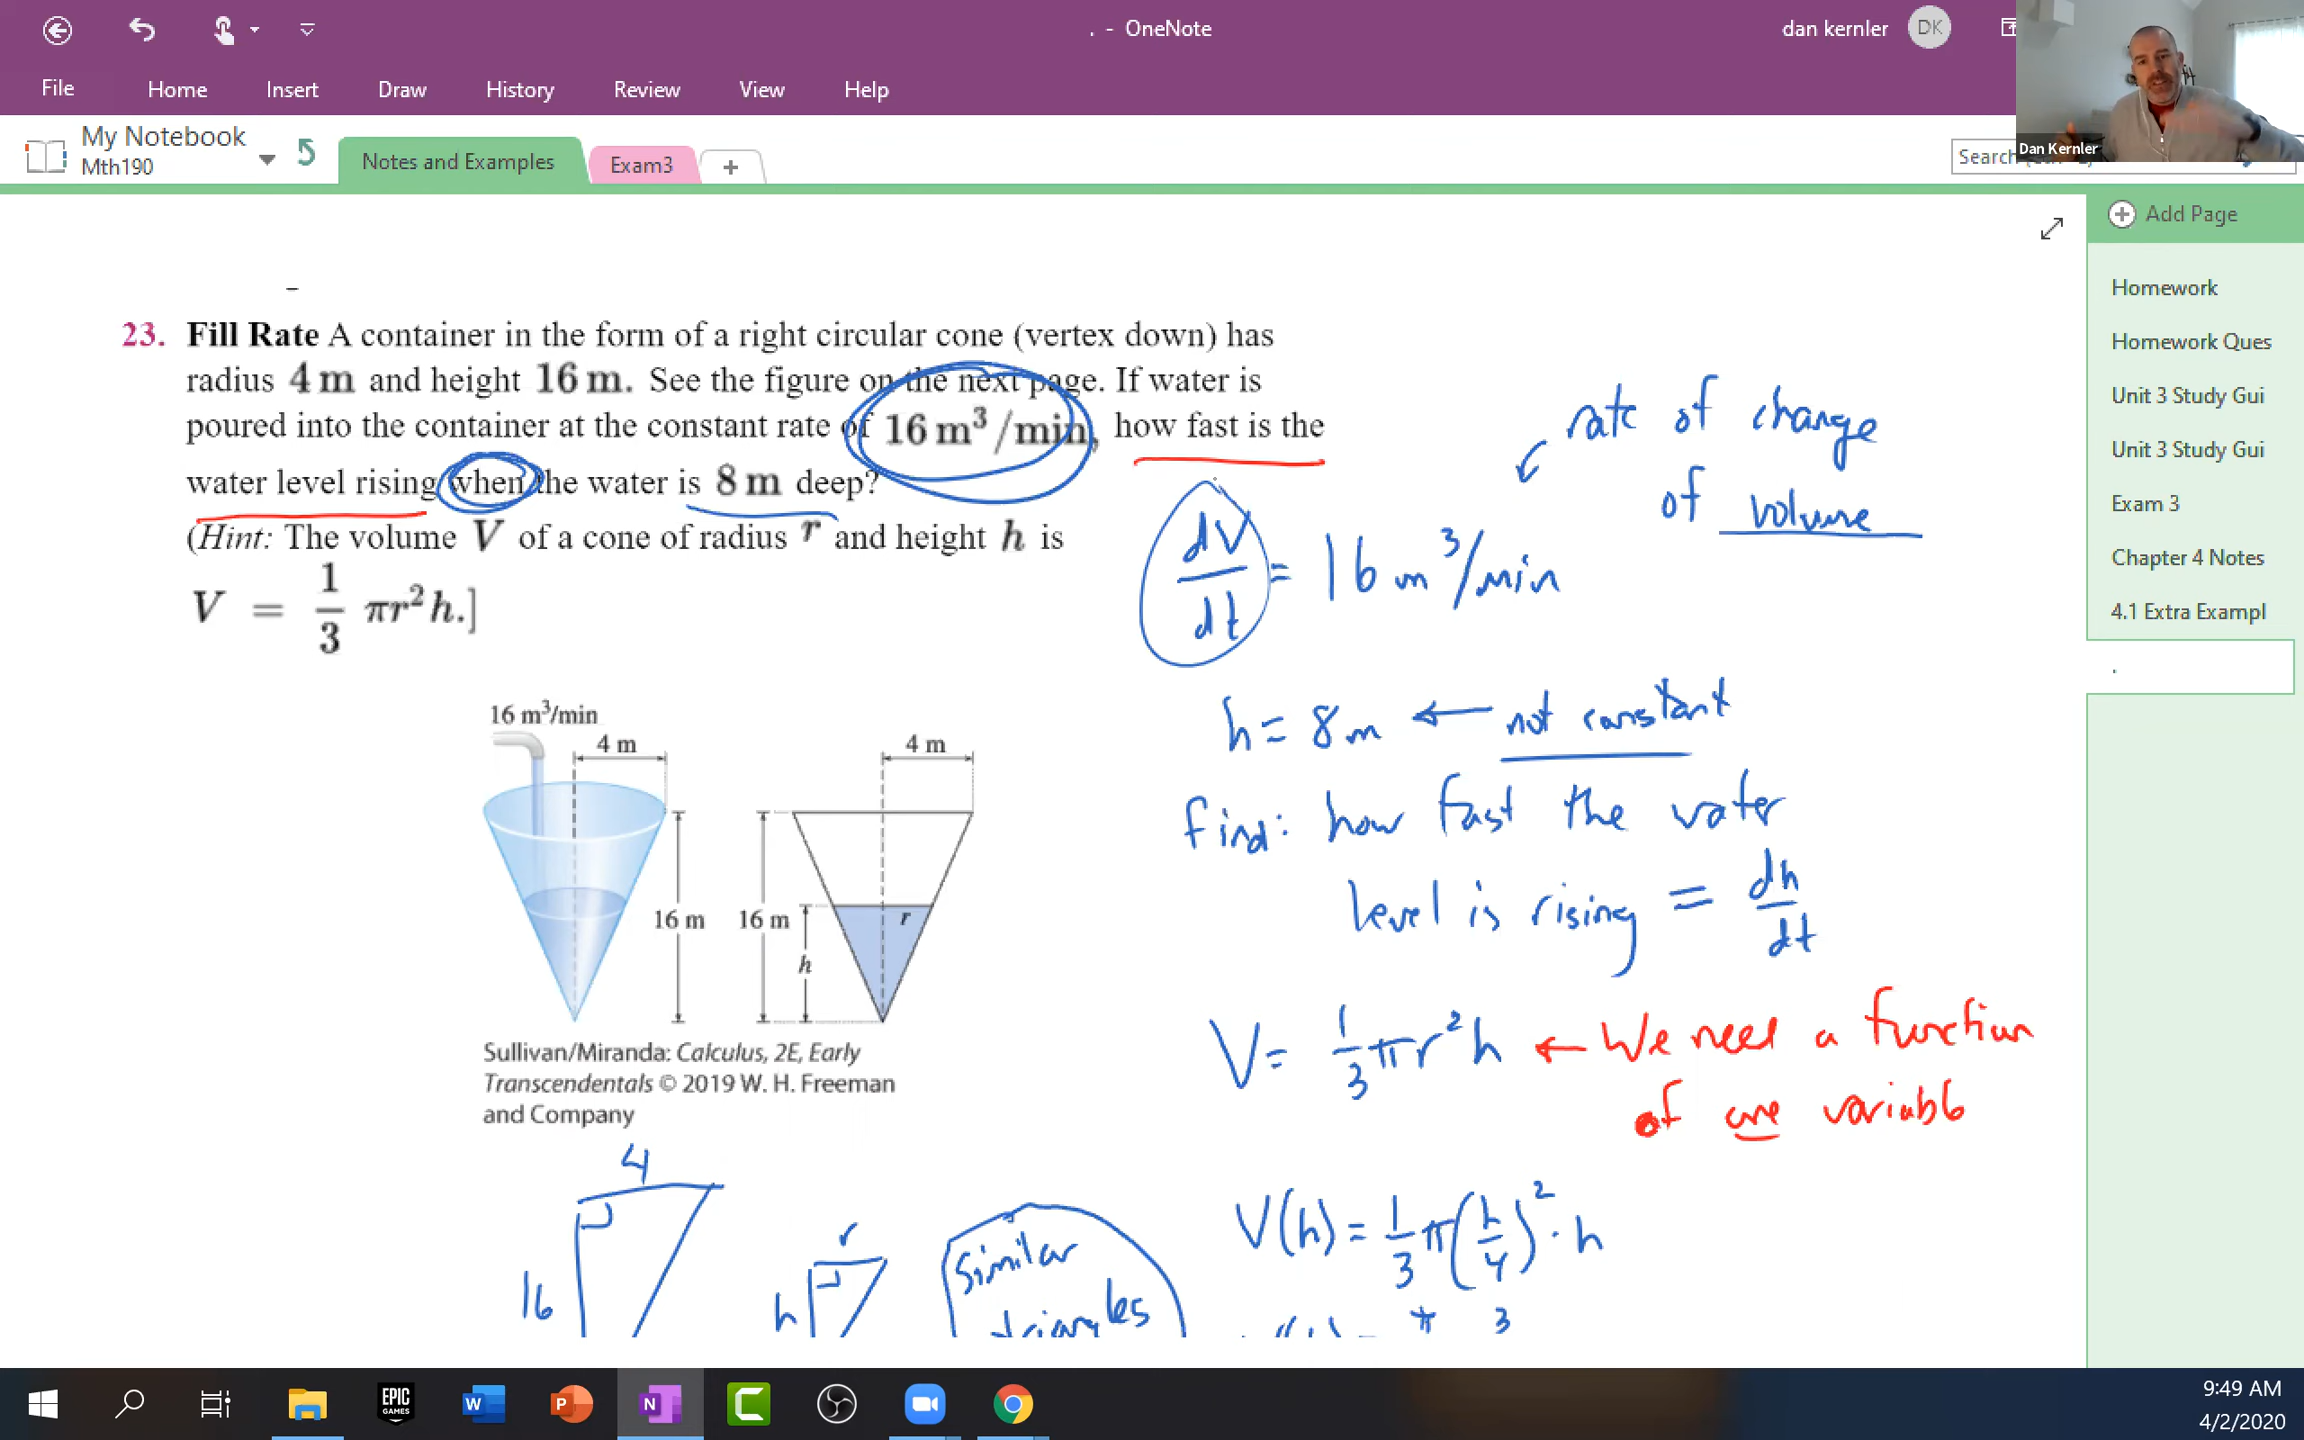 . - OneNote
dan kernler DK
File Home Insert Draw History Review View Help
My Notebook
Mth190
Notes and Examples
Exam3
+
Search
Dan Kernler
Add Page
Homework
Homework Ques
Unit 3 Study Gui
Unit 3 Study Gui
Exam 3
Chapter 4 Notes
4.1 Extra Exampl
.
23. Fill Rate A container in the form of a right circular cone (vertex down) has
radius 4 m and height 16 m. See the figure on the next page. If water is
poured into the container at the constant rate of 16 m³/min, how fast is the
water level rising when the water is 8 m deep?
(Hint: The volume V of a cone of radius r and height h is
V = 1/3 πr²h.]
16 m³/min
4 m
4 m
16 m
16 m
r
h
Sullivan/Miranda: Calculus, 2E, Early
Transcendentals © 2019 W. H. Freeman
and Company
rate of change
of volume
dV/dt = 16 m³/min
h = 8m ← not constant
find: how fast the water
level is rising = dh/dt
V = 1/3 πr²h ← We need a function
of one variable
4
16
r
h
Similar
triangles
V(h) = 1/3 π(h/4)² · h
π 3
EPIC
GAMES
W
P
N
C
9:49 AM
4/2/2020